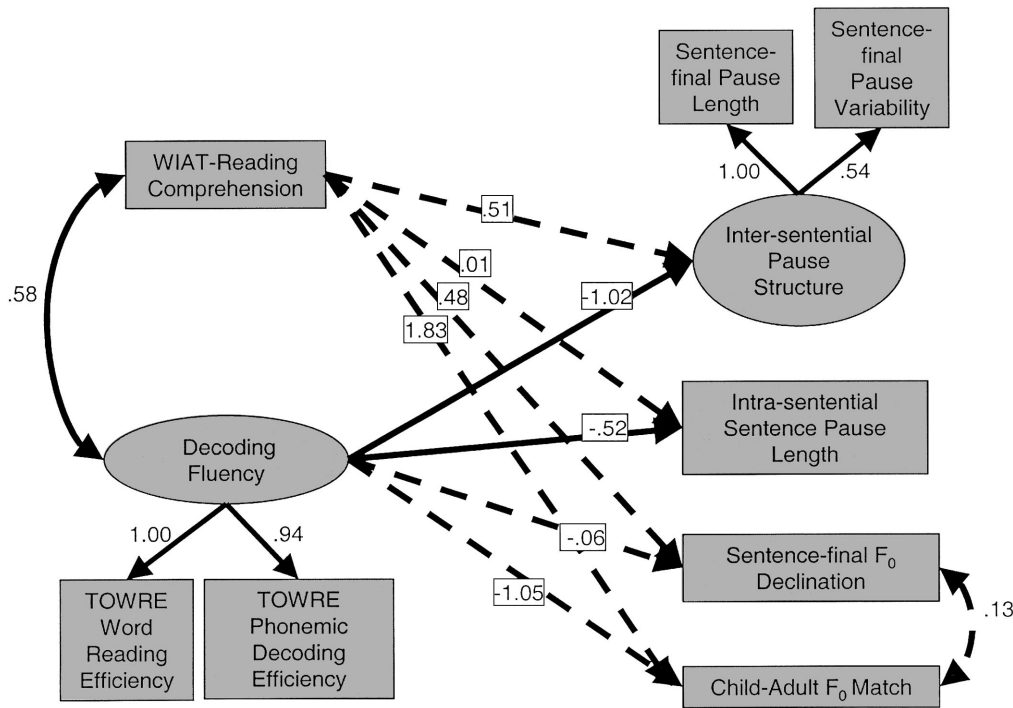 Sentence-
final Pause
Length
Sentence-
final
Pause
Variability
1.00
.54
WIAT-Reading
Comprehension
.51
Inter-sentential
Pause
Structure
.01
.58
.48
-1.02
1.83
Intra-sentential
Sentence Pause
Length
-.52
Decoding
Fluency
1.00
.94
-.06
Sentence-final F₀
Declination
TOWRE
Word
Reading
Efficiency
TOWRE
Phonemic
Decoding
Efficiency
-1.05
.13
Child-Adult F₀ Match